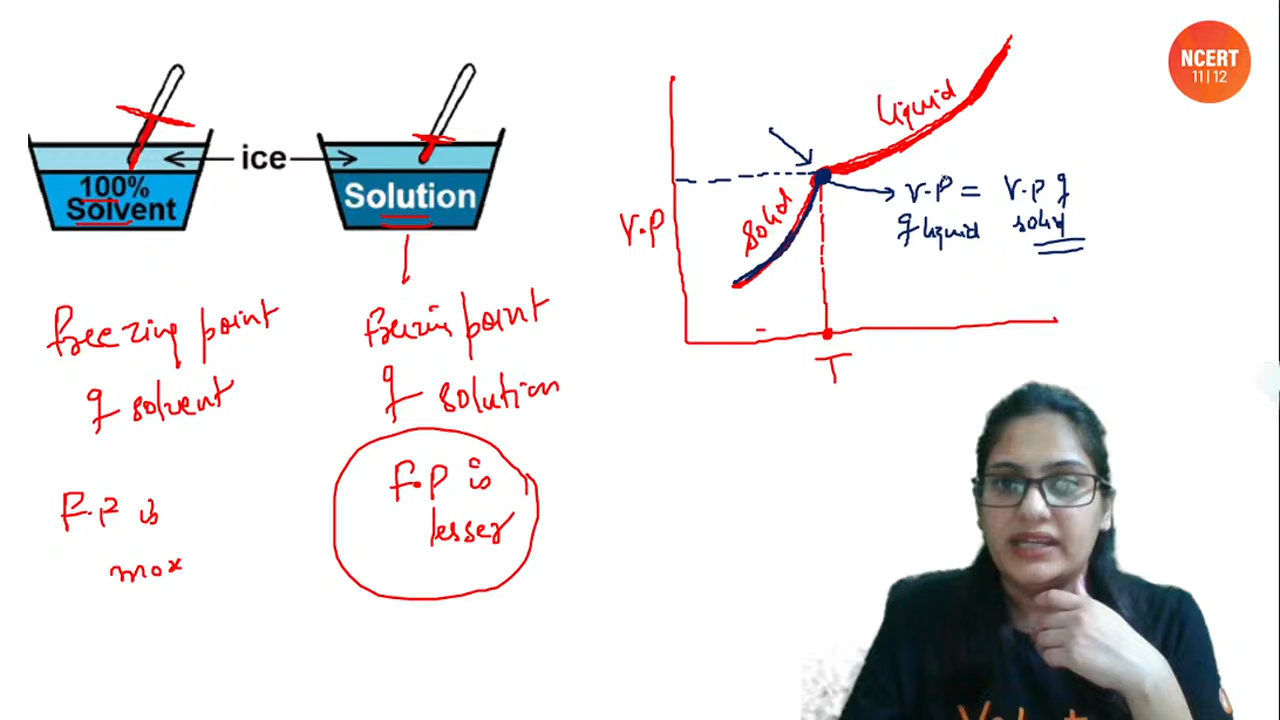 NCERT
11|12
ice
100%
Solvent
Solution
Freezing point
of solvent
F.P is
max
Freezin point
of solution
F.P is
lesser
V.P
Solid
Liquid
V.P = V.P of
of liquid solid
T